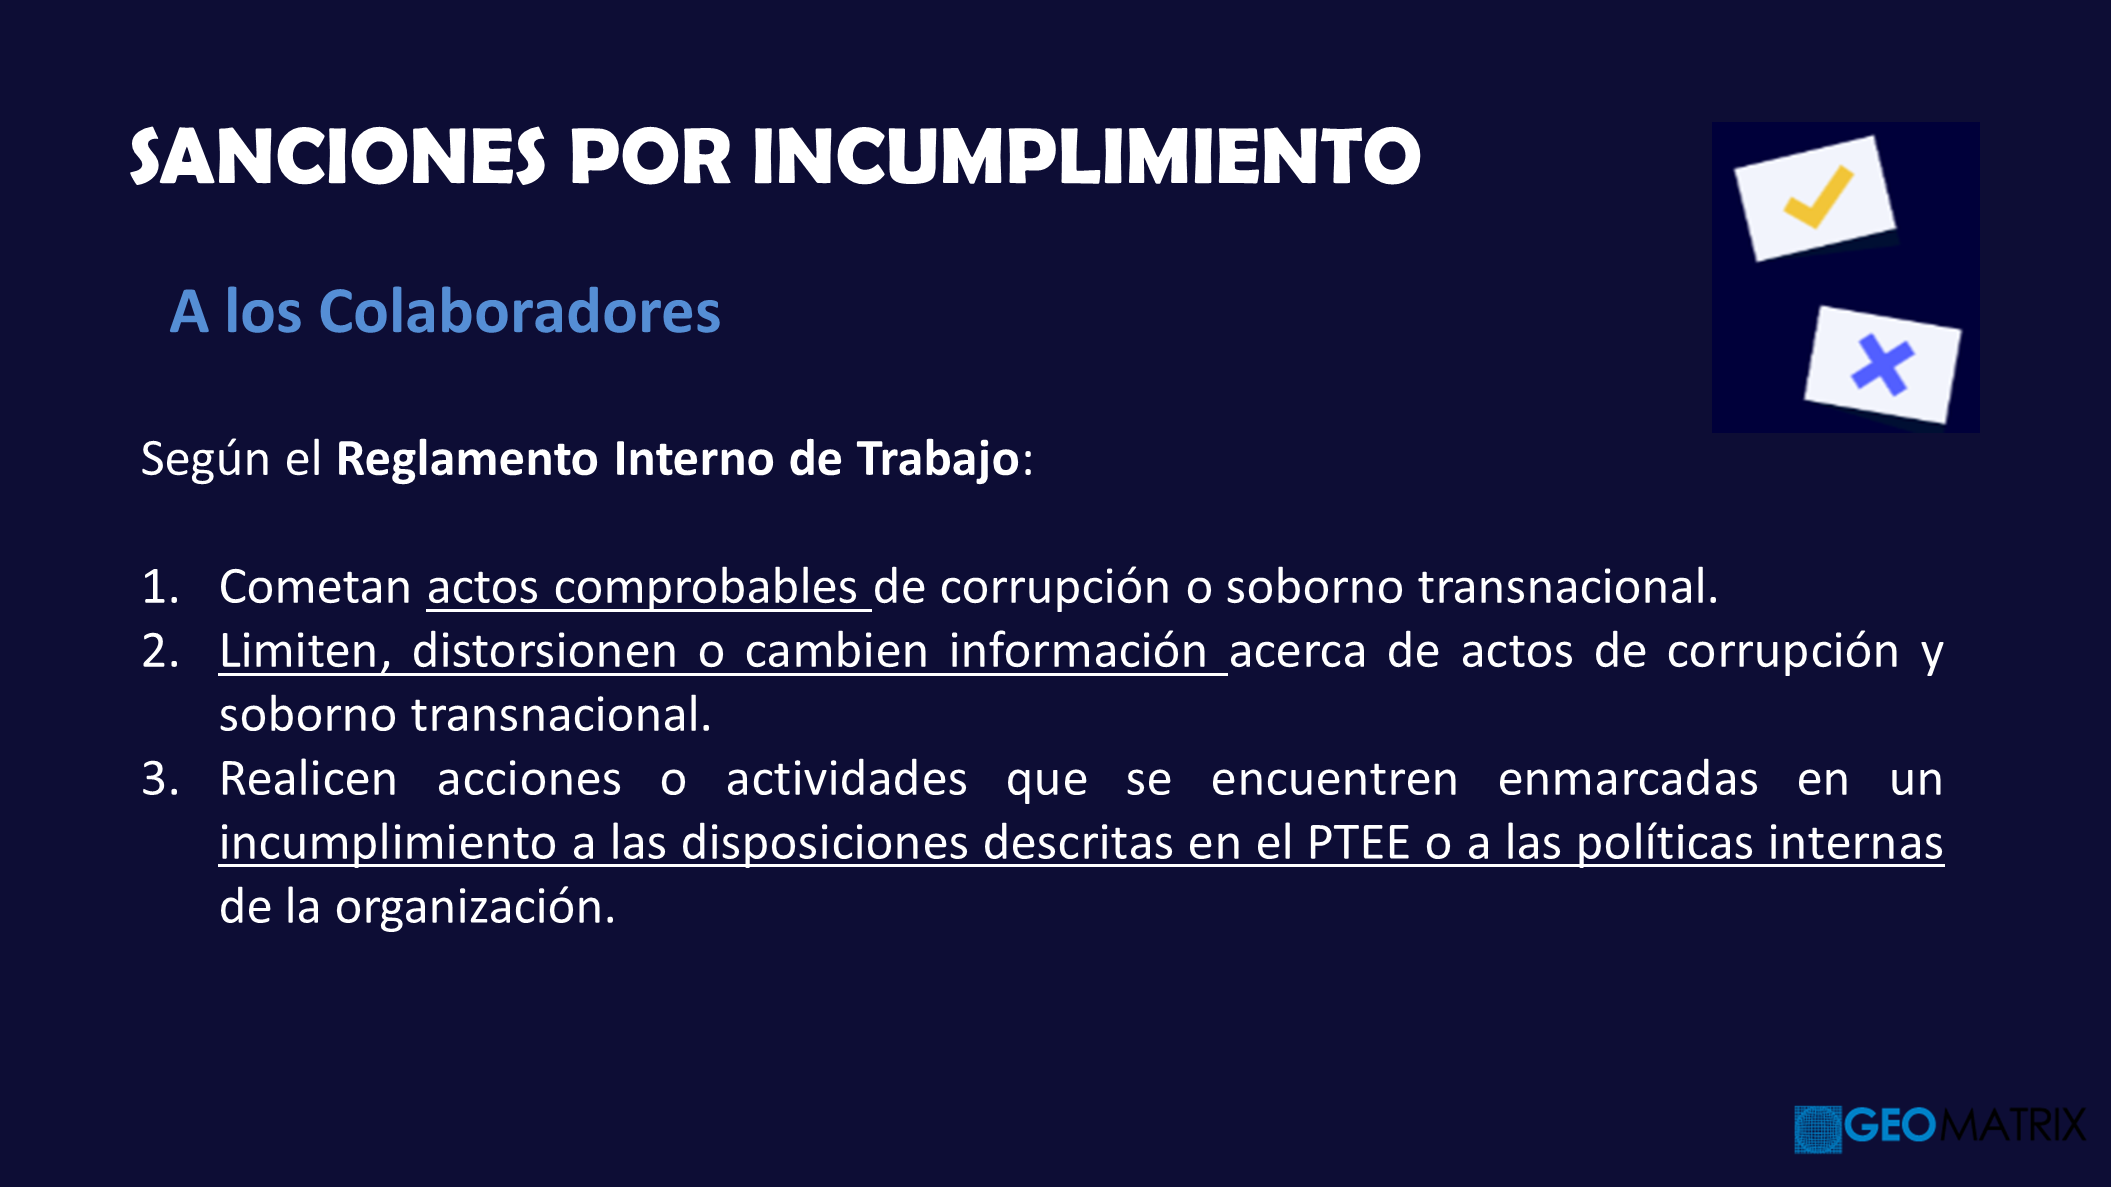 SANCIONES POR INCUMPLIMIENTO
A los Colaboradores
Según el Reglamento Interno de Trabajo:
1. Cometan actos comprobables de corrupción o soborno transnacional.
2. Limiten, distorsionen o cambien información acerca de actos de corrupción y
soborno transnacional.
3. Realicen acciones o actividades que se encuentren enmarcadas en un
incumplimiento a las disposiciones descritas en el PTEE o a las políticas internas
de la organización.
GEOMATRIX